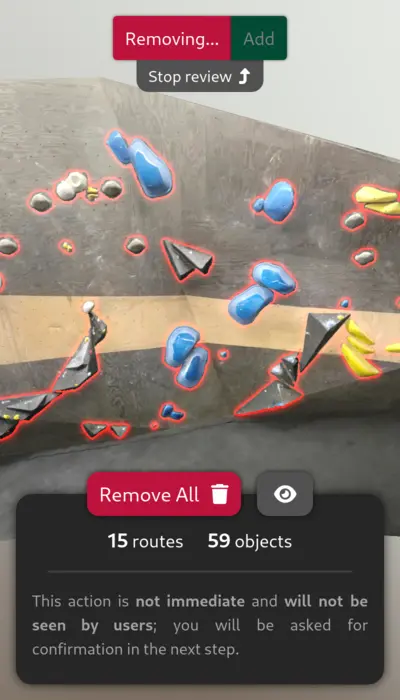 Removing... Add
Stop review
Remove All
15 routes 59 objects
This action is not immediate and will not be
seen by users; you will be asked for
confirmation in the next step.